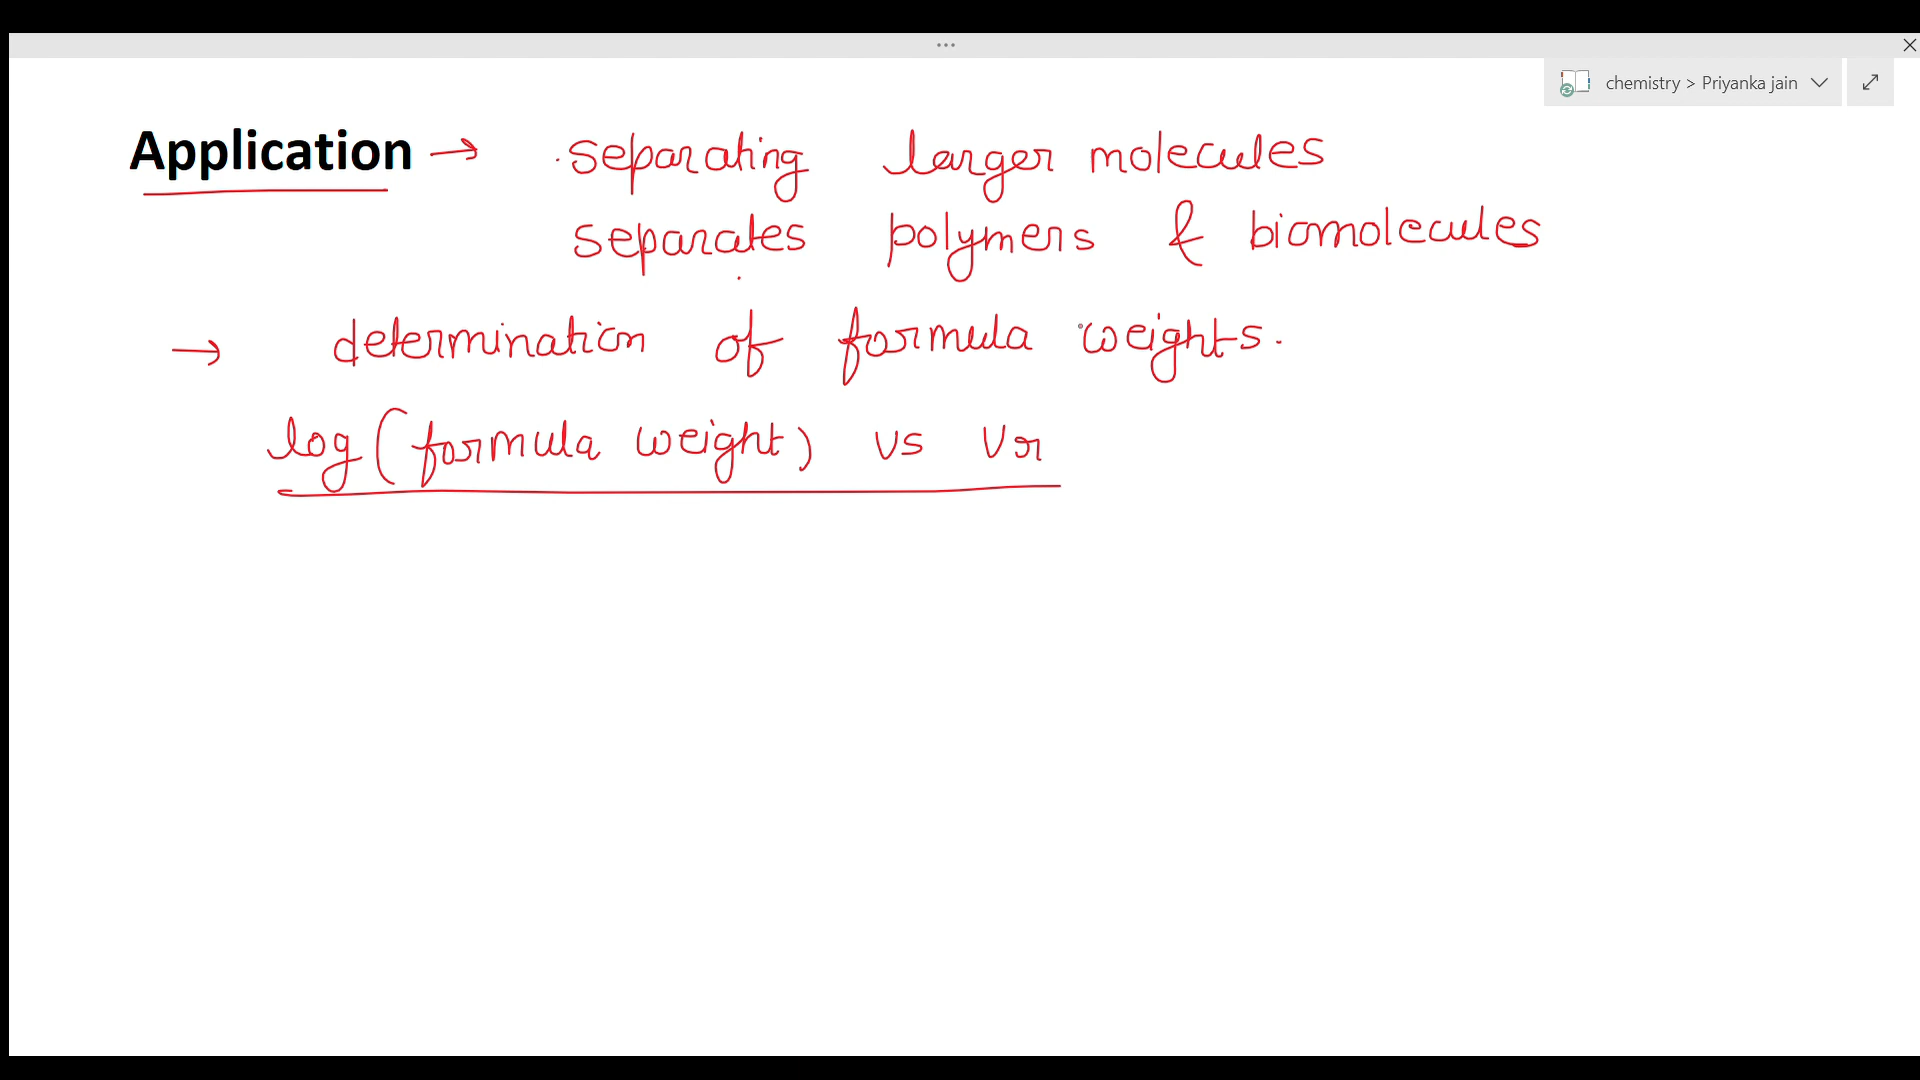 chemistry > Priyanka jain
Application → separating larger molecules
separates polymers & biomolecules
→ determination of formula weights.
log (formula weight) vs Vr